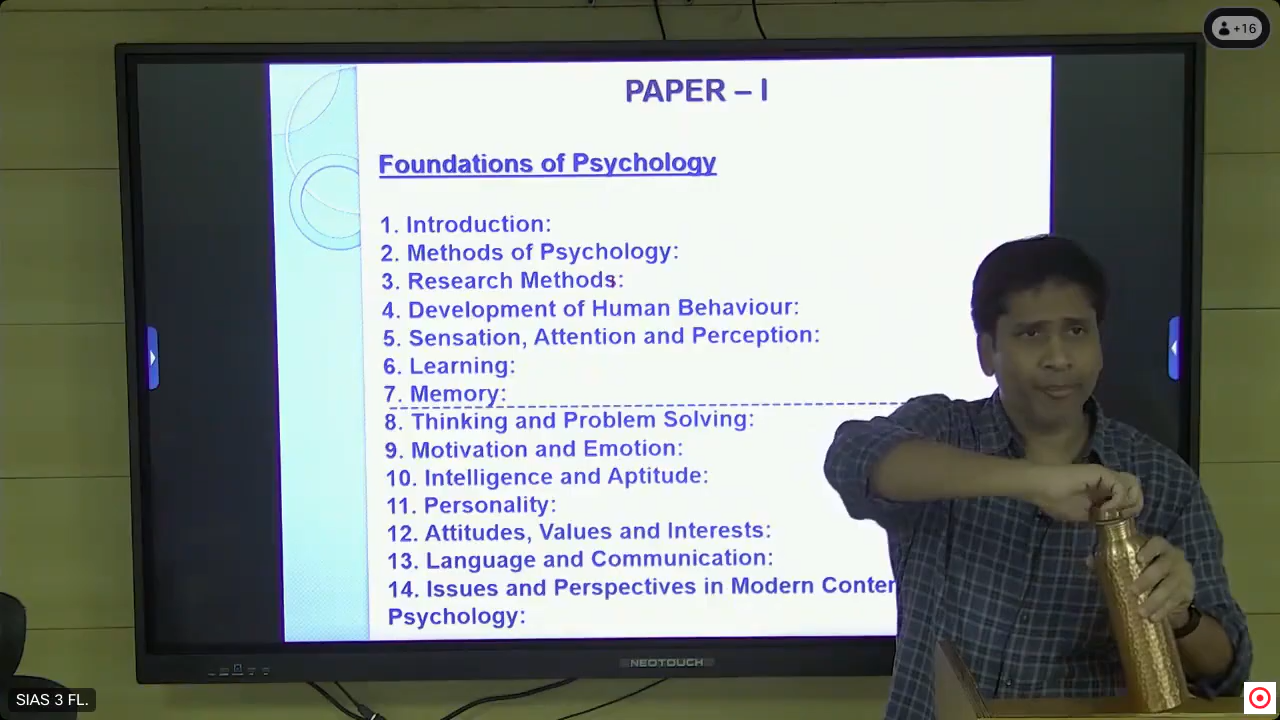 +16
PAPER – I
Foundations of Psychology
1. Introduction:
2. Methods of Psychology:
3. Research Methods:
4. Development of Human Behaviour:
5. Sensation, Attention and Perception:
6. Learning:
7. Memory:
8. Thinking and Problem Solving:
9. Motivation and Emotion:
10. Intelligence and Aptitude:
11. Personality:
12. Attitudes, Values and Interests:
13. Language and Communication:
14. Issues and Perspectives in Modern Conter
Psychology:
NEOTOUCH
SIAS 3 FL.